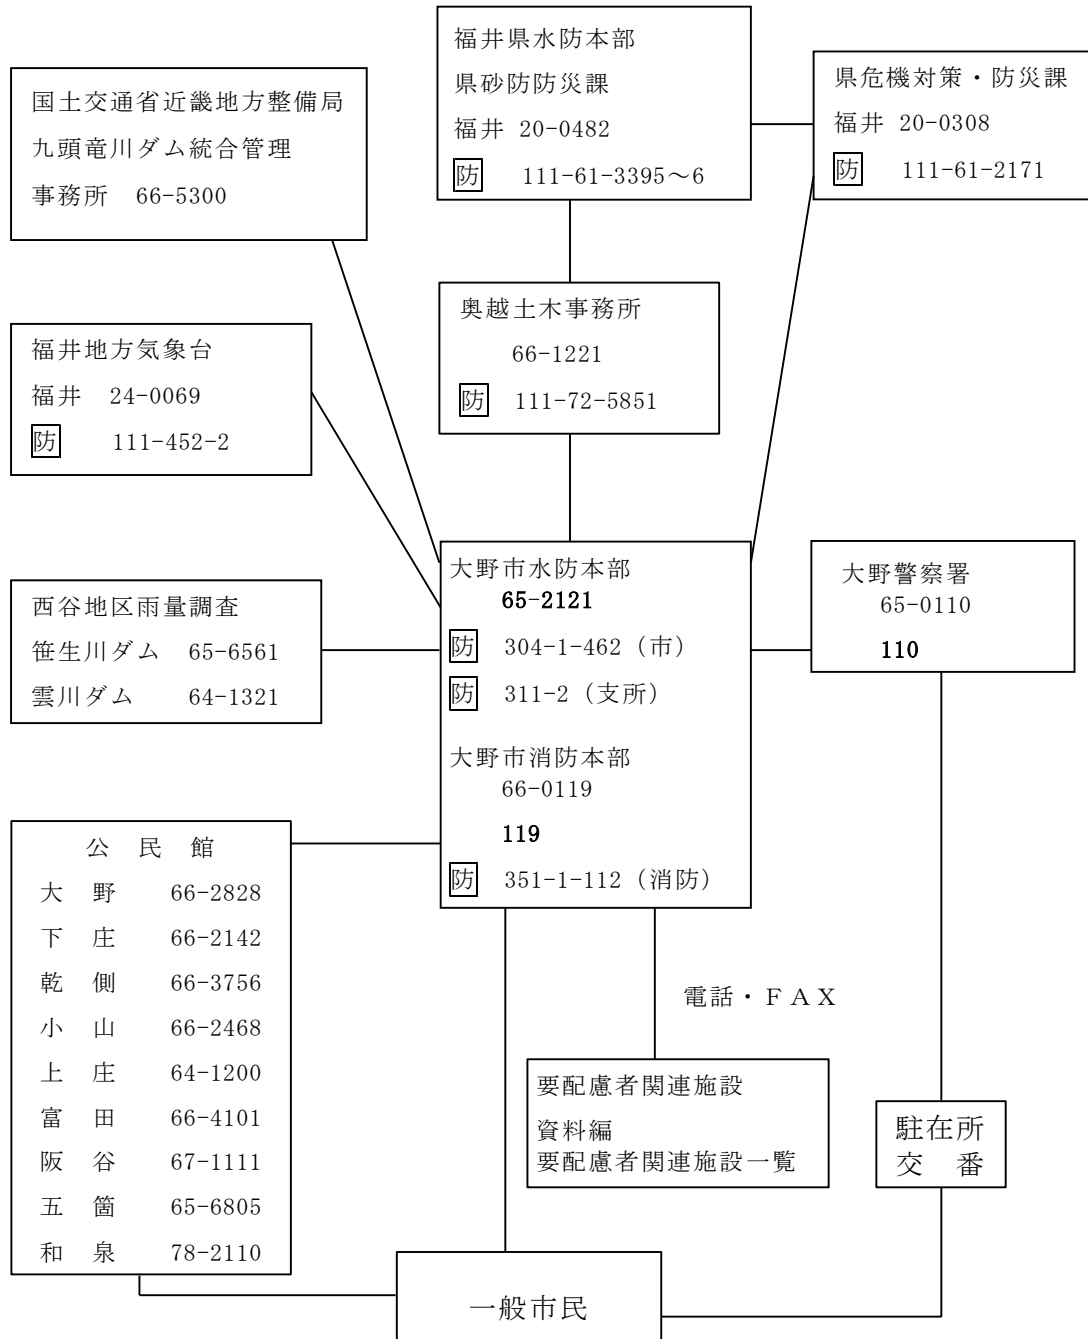 福井県水防本部
県砂防防災課
福井 20-0482
防 111-61-3395～6
県危機対策・防災課
福井 20-0308
防 111-61-2171
国土交通省近畿地方整備局
九頭竜川ダム統合管理
事務所 66-5300
奥越土木事務所
66-1221
防 111-72-5851
福井地方気象台
福井 24-0069
防 111-452-2
大野市水防本部
65-2121
防 304-1-462（市）
防 311-2（支所）
大野市消防本部
66-0119
119
防 351-1-112（消防）
大野警察署
65-0110
110
西谷地区雨量調査
笹生川ダム 65-6561
雲川ダム 64-1321
公 民 館
大 野 66-2828
下 庄 66-2142
乾 側 66-3756
小 山 66-2468
上 庄 64-1200
富 田 66-4101
阪 谷 67-1111
五 箇 65-6805
和 泉 78-2110
電話・ＦＡＸ
要配慮者関連施設
資料編
要配慮者関連施設一覧
駐在所
交 番
一般市民